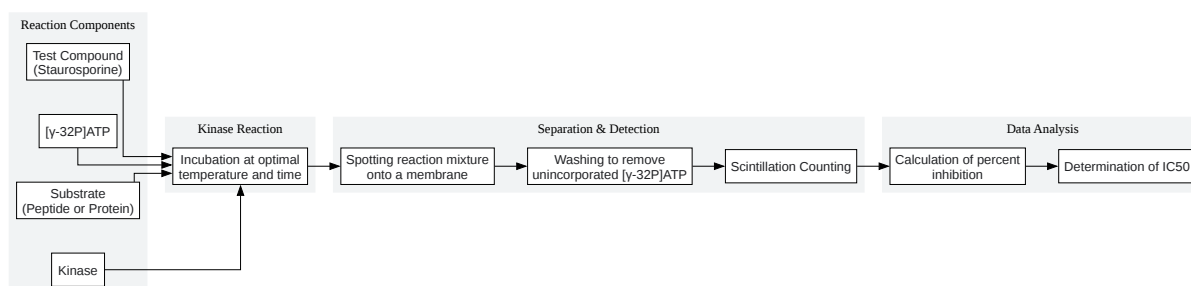 Reaction Components
Test Compound
(Staurosporine)
[γ-32P]ATP
Substrate
(Peptide or Protein)
Kinase
Kinase Reaction
Incubation at optimal
temperature and time
Separation & Detection
Spotting reaction mixture
onto a membrane
Washing to remove
unincorporated [γ-32P]ATP
Scintillation Counting
Data Analysis
Calculation of percent
inhibition
Determination of IC50